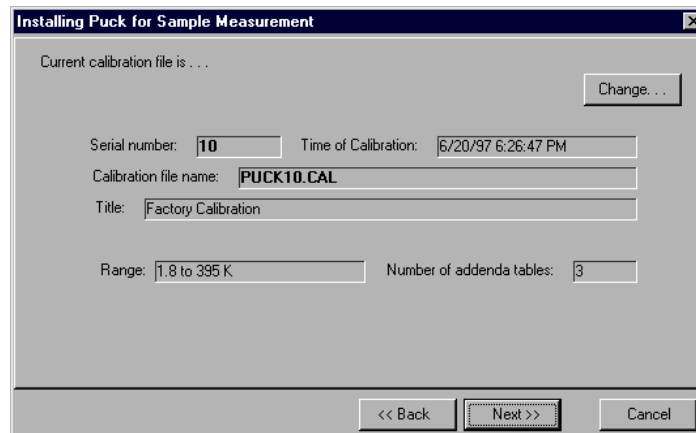 Installing Puck for Sample Measurement
Current calibration file is . . .
Change. . .
Serial number: 10 Time of Calibration: 6/20/97 6:26:47 PM
Calibration file name: PUCK10.CAL
Title: Factory Calibration
Range: 1.8 to 395 K Number of addenda tables: 3
<< Back Next >> Cancel